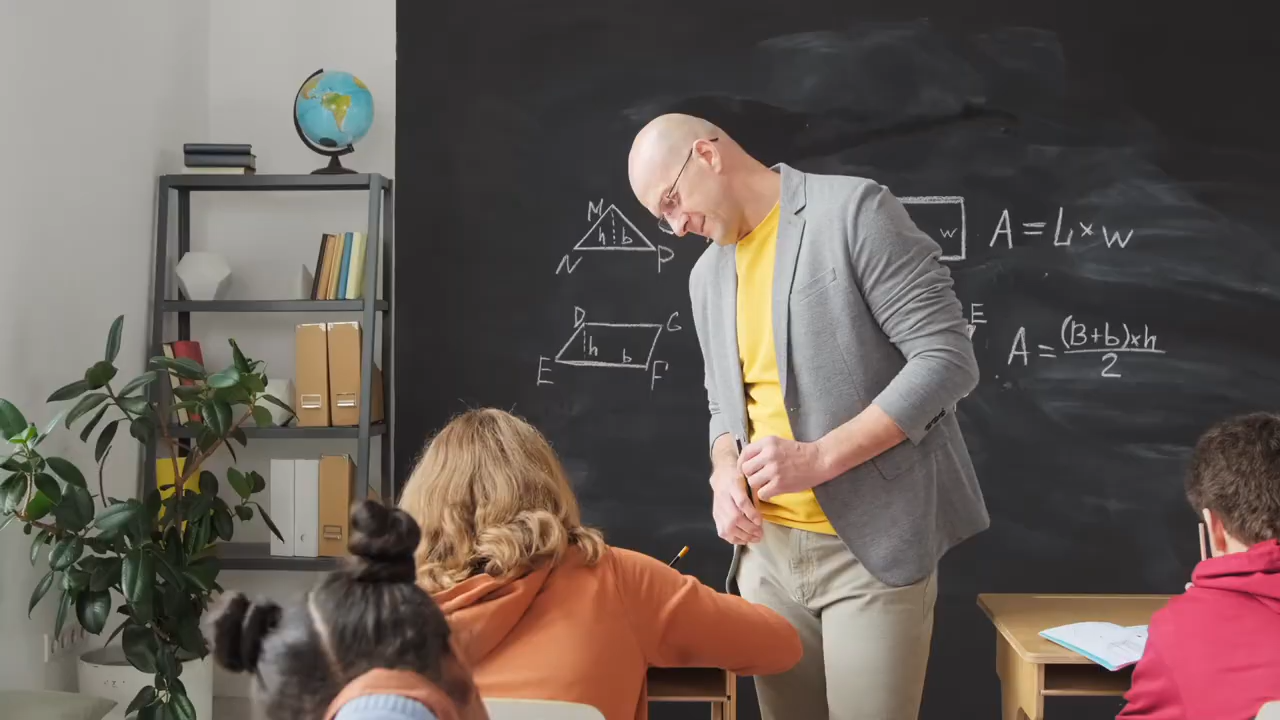 M
h b
N P
w
A = L × w
D G
h b
E F
E
A = (B+b)×h
2